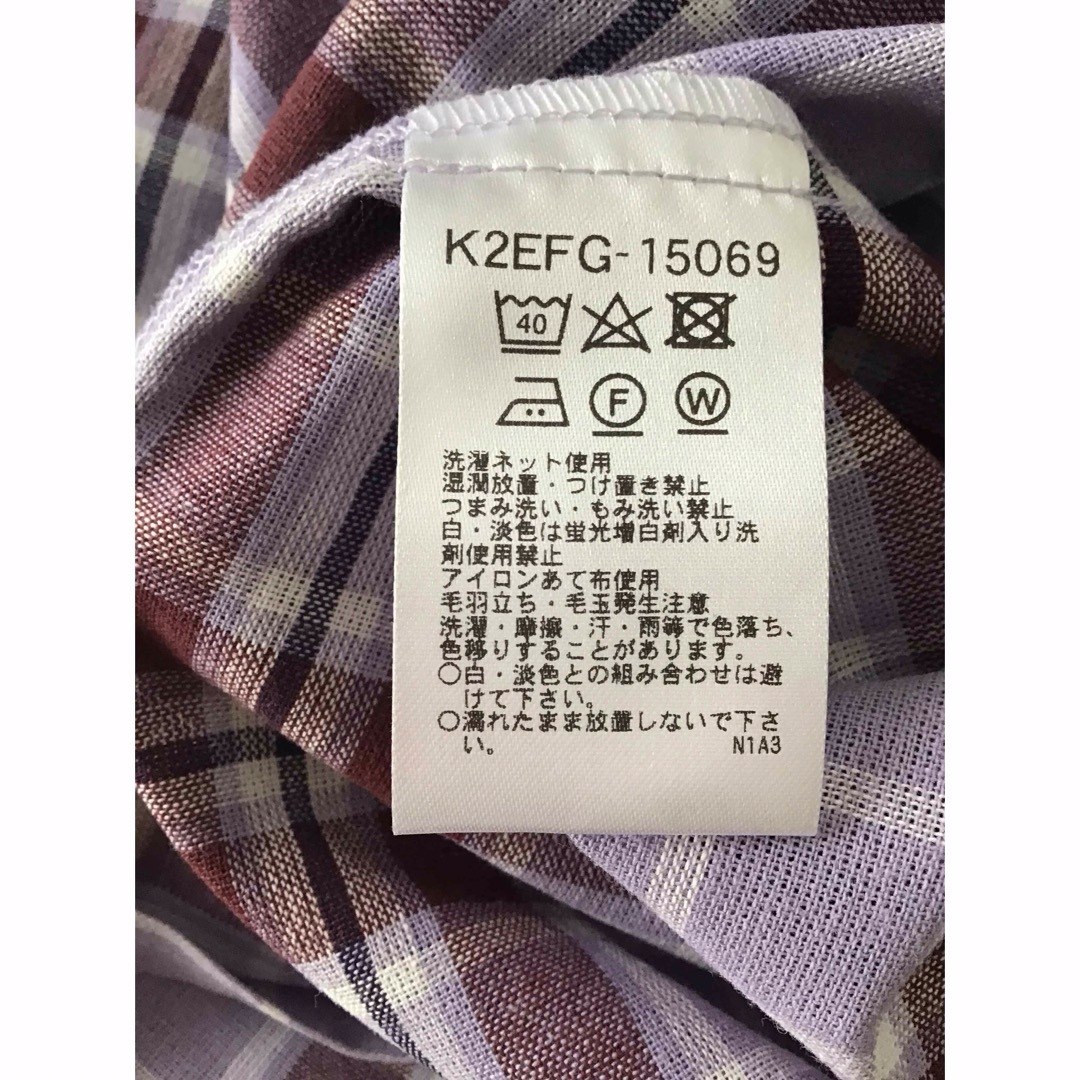 K2EFG-15069
40
F W
洗濯ネット使用
湿潤放置・つけ置き禁止
つまみ洗い・もみ洗い禁止
白・淡色は蛍光増白剤入り洗
剤使用禁止
アイロンあて布使用
毛羽立ち・毛玉発生注意
洗濯・摩擦・汗・雨等で色落ち、
色移りすることがあります。
○白・淡色との組み合わせは避
けて下さい。
○濡れたまま放置しないで下さ
い。 N1A3